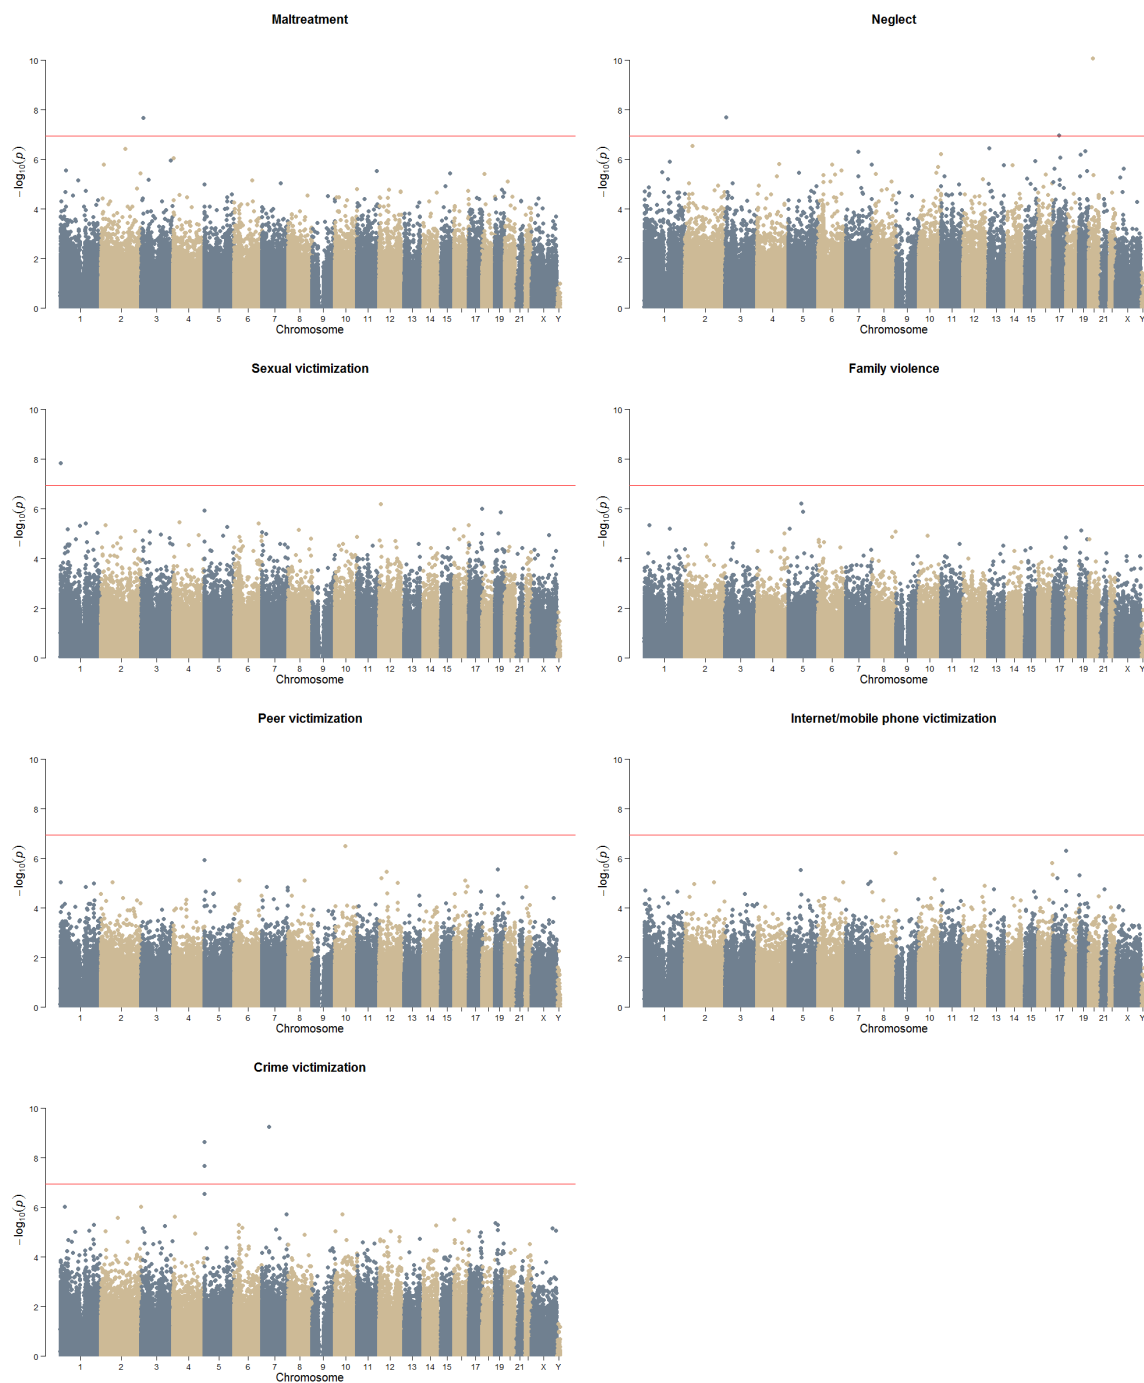 Maltreatment
10
8
6
4
2
0
−log10(p)
1 2 3 4 5 6 7 8 9 10 11 12 13 14 15 17 19 21 X Y
Chromosome
Neglect
10
8
6
4
2
0
−log10(p)
1 2 3 4 5 6 7 8 9 10 11 12 13 14 15 17 19 21 X Y
Chromosome
Sexual victimization
10
8
6
4
2
0
−log10(p)
1 2 3 4 5 6 7 8 9 10 11 12 13 14 15 17 19 21 X Y
Chromosome
Family violence
10
8
6
4
2
0
−log10(p)
1 2 3 4 5 6 7 8 9 10 11 12 13 14 15 17 19 21 X Y
Chromosome
Peer victimization
10
8
6
4
2
0
−log10(p)
1 2 3 4 5 6 7 8 9 10 11 12 13 14 15 17 19 21 X Y
Chromosome
Internet/mobile phone victimization
10
8
6
4
2
0
−log10(p)
1 2 3 4 5 6 7 8 9 10 11 12 13 14 15 17 19 21 X Y
Chromosome
Crime victimization
10
8
6
4
2
0
−log10(p)
1 2 3 4 5 6 7 8 9 10 11 12 13 14 15 17 19 21 X Y
Chromosome